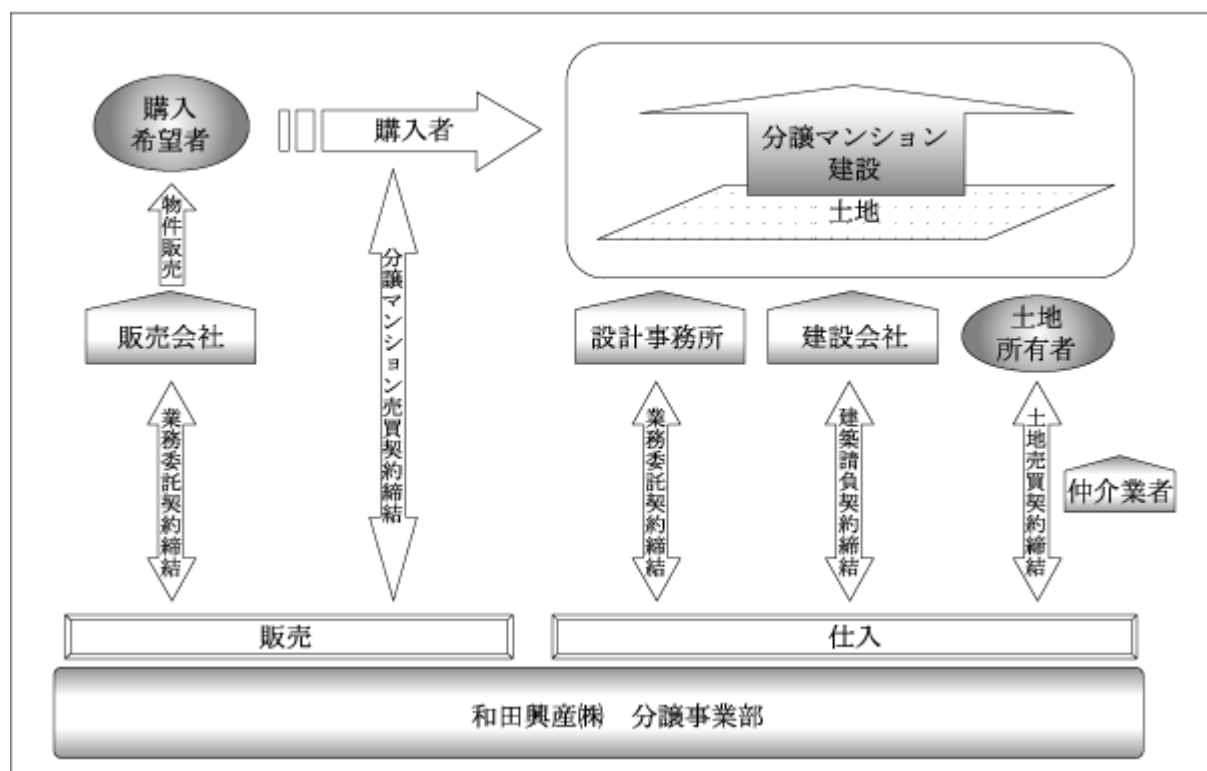 購入
希望者
購入者
分譲マンション
建設
土地
物件販売
分譲マンション売買契約締結
販売会社
設計事務所
建設会社
土地
所有者
業務委託契約締結
業務委託契約締結
建築請負契約締結
土地売買契約締結
仲介業者
販売
仕入
和田興産㈱ 分譲事業部